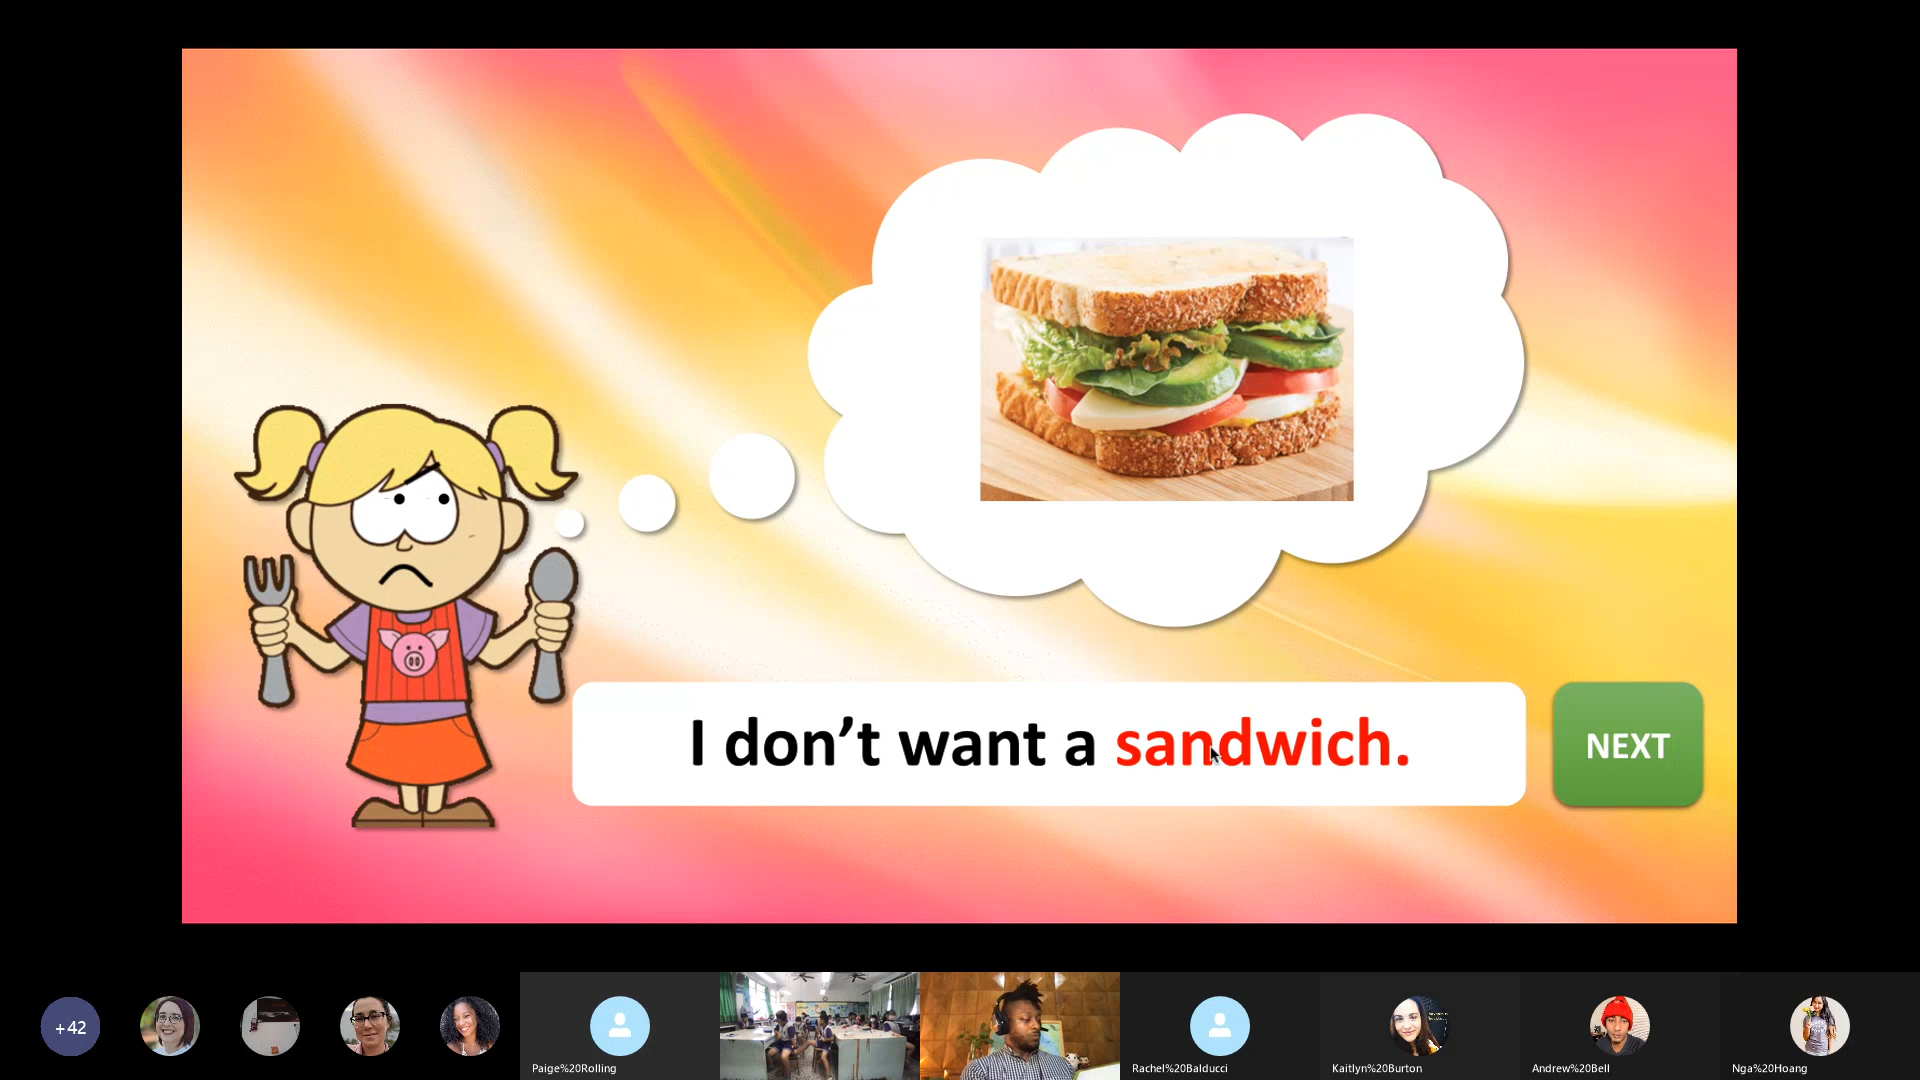 I don’t want a sandwich.
NEXT
+42
Paige%20Rolling
Rachel%20Balducci
Kaitlyn%20Burton
Andrew%20Bell
Nga%20Hoang